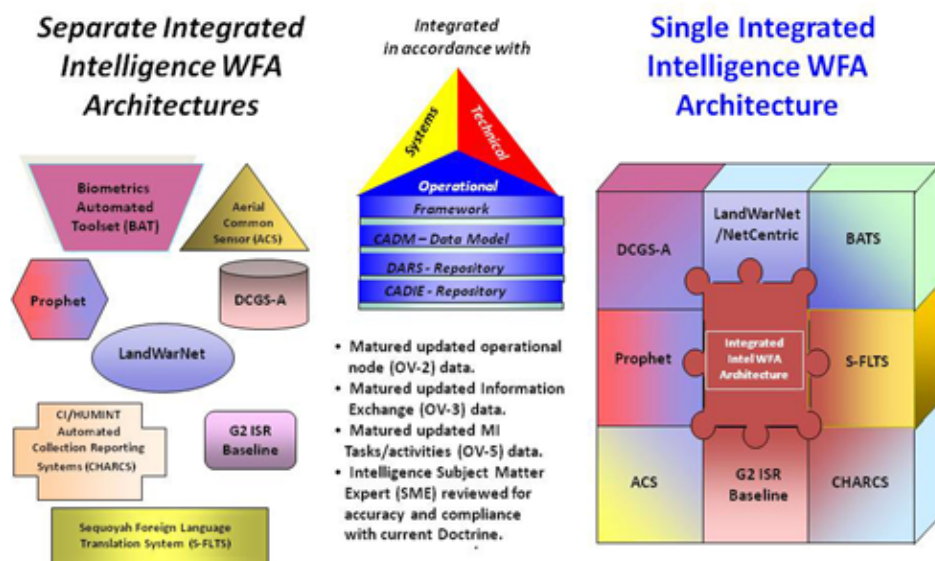 Separate Integrated
Intelligence WFA
Architectures
Biometrics
Automated
Toolset (BAT)
Aerial
Common
Sensor (ACS)
Prophet
DCGS-A
LandWarNet
CI/HUMINT
Automated
Collection Reporting
Systems (CHARCS)
G2 ISR
Baseline
Sequoyah Foreign Language
Translation System (S-FLTS)
Integrated
in accordance with
Systems
Technical
Operational
Framework
CADM – Data Model
DARS - Repository
CADIE - Repository
• Matured updated operational
node (OV-2) data.
• Matured updated Information
Exchange (OV-3) data.
• Matured updated MI
Tasks/activities (OV-5) data.
• Intelligence Subject Matter
Expert (SME) reviewed for
accuracy and compliance
with current Doctrine.
Single Integrated
Intelligence WFA
Architecture
DCGS-A
LandWarNet
/NetCentric
BATS
Prophet
Integrated
Intel WFA
Architecture
S-FLTS
ACS
G2 ISR
Baseline
CHARCS